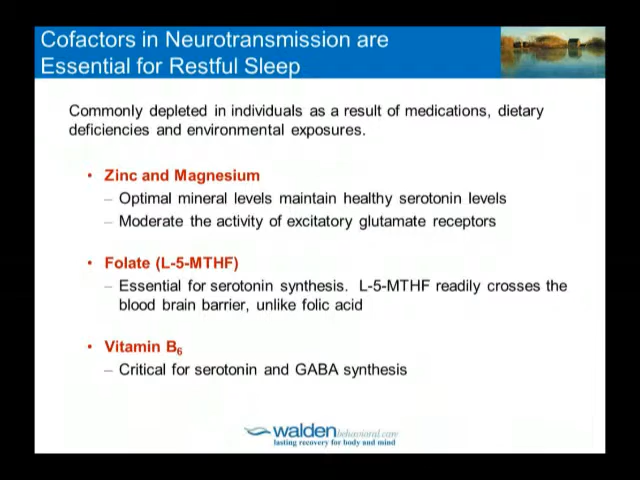 Cofactors in Neurotransmission are
Essential for Restful Sleep
Commonly depleted in individuals as a result of medications, dietary
deficiencies and environmental exposures.
• Zinc and Magnesium
– Optimal mineral levels maintain healthy serotonin levels
– Moderate the activity of excitatory glutamate receptors
• Folate (L-5-MTHF)
– Essential for serotonin synthesis. L-5-MTHF readily crosses the
blood brain barrier, unlike folic acid
• Vitamin B₆
– Critical for serotonin and GABA synthesis
walden behavioral care
lasting recovery for body and mind